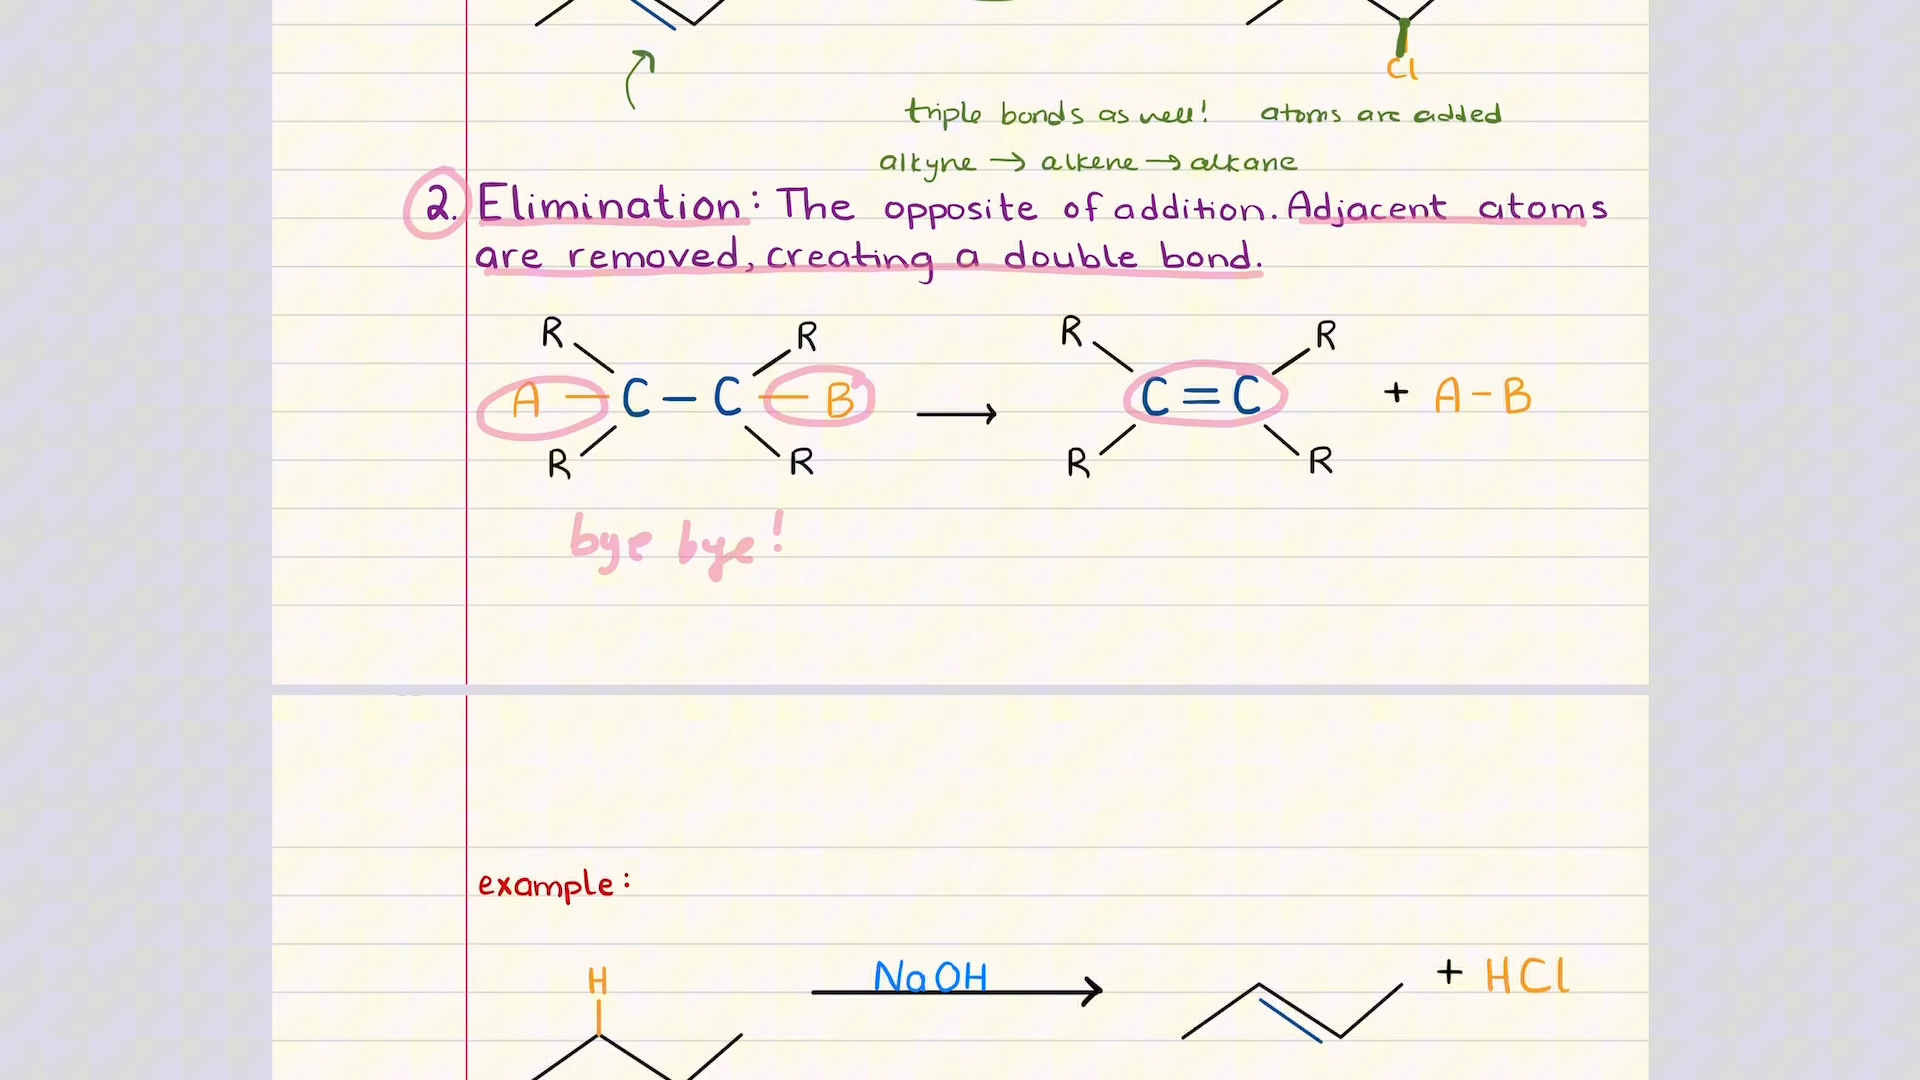 Cl
triple bonds as well! atoms are added
alkyne → alkene → alkane
2. Elimination: The opposite of addition. Adjacent atoms
are removed, creating a double bond.
R R R R
A — C — C — B → C = C + A - B
R R R R
bye bye!
example:
H NaOH + HCl